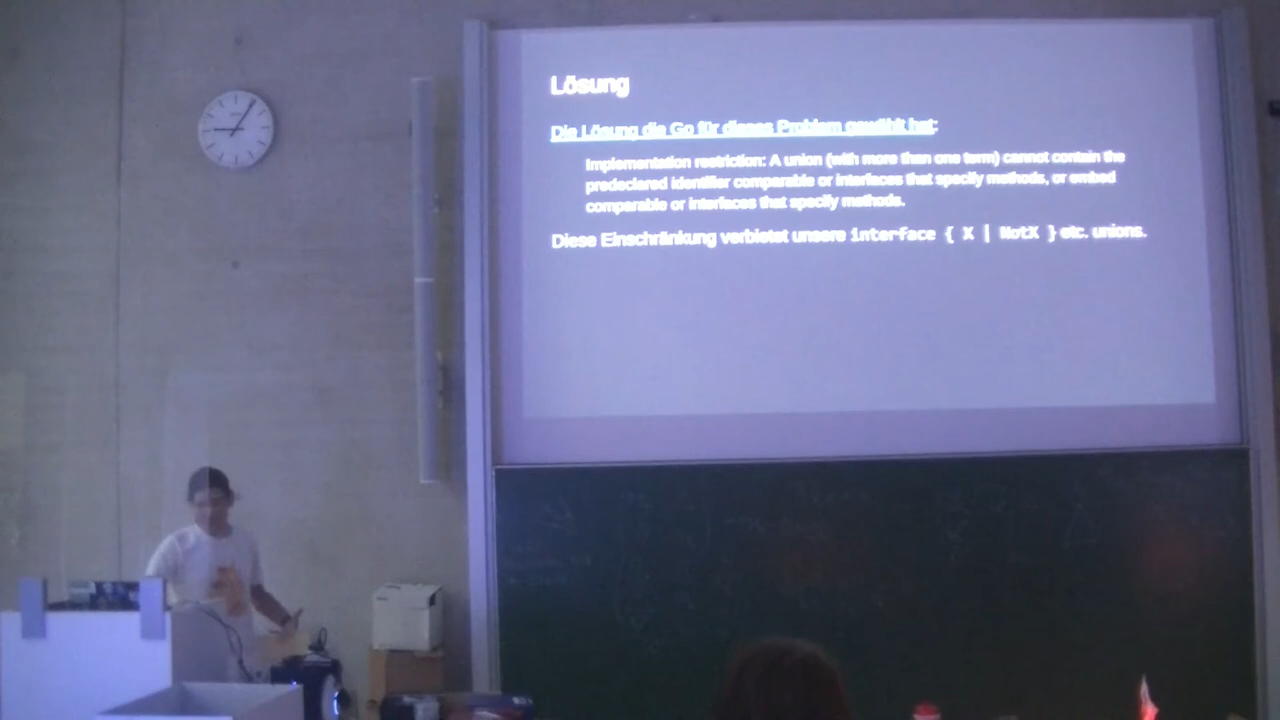 Lösung
Die Lösung die Go für dieses Problem gewählt hat:
Implementation restriction: A union (with more than one term) cannot contain the
predeclared identifier comparable or interfaces that specify methods, or embed
comparable or interfaces that specify methods.
Diese Einschränkung verbietet unsere interface { X | NotX } etc. unions.